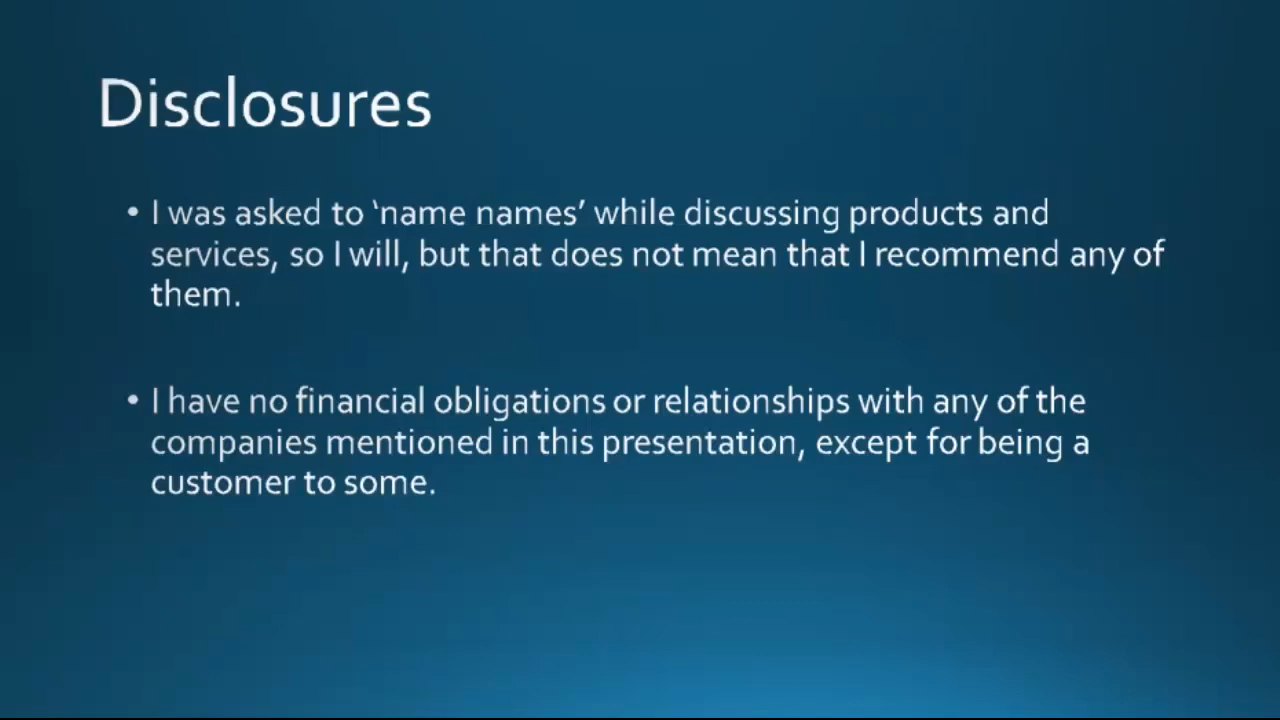 Disclosures
• I was asked to ‘name names’ while discussing products and
services, so I will, but that does not mean that I recommend any of
them.
• I have no financial obligations or relationships with any of the
companies mentioned in this presentation, except for being a
customer to some.